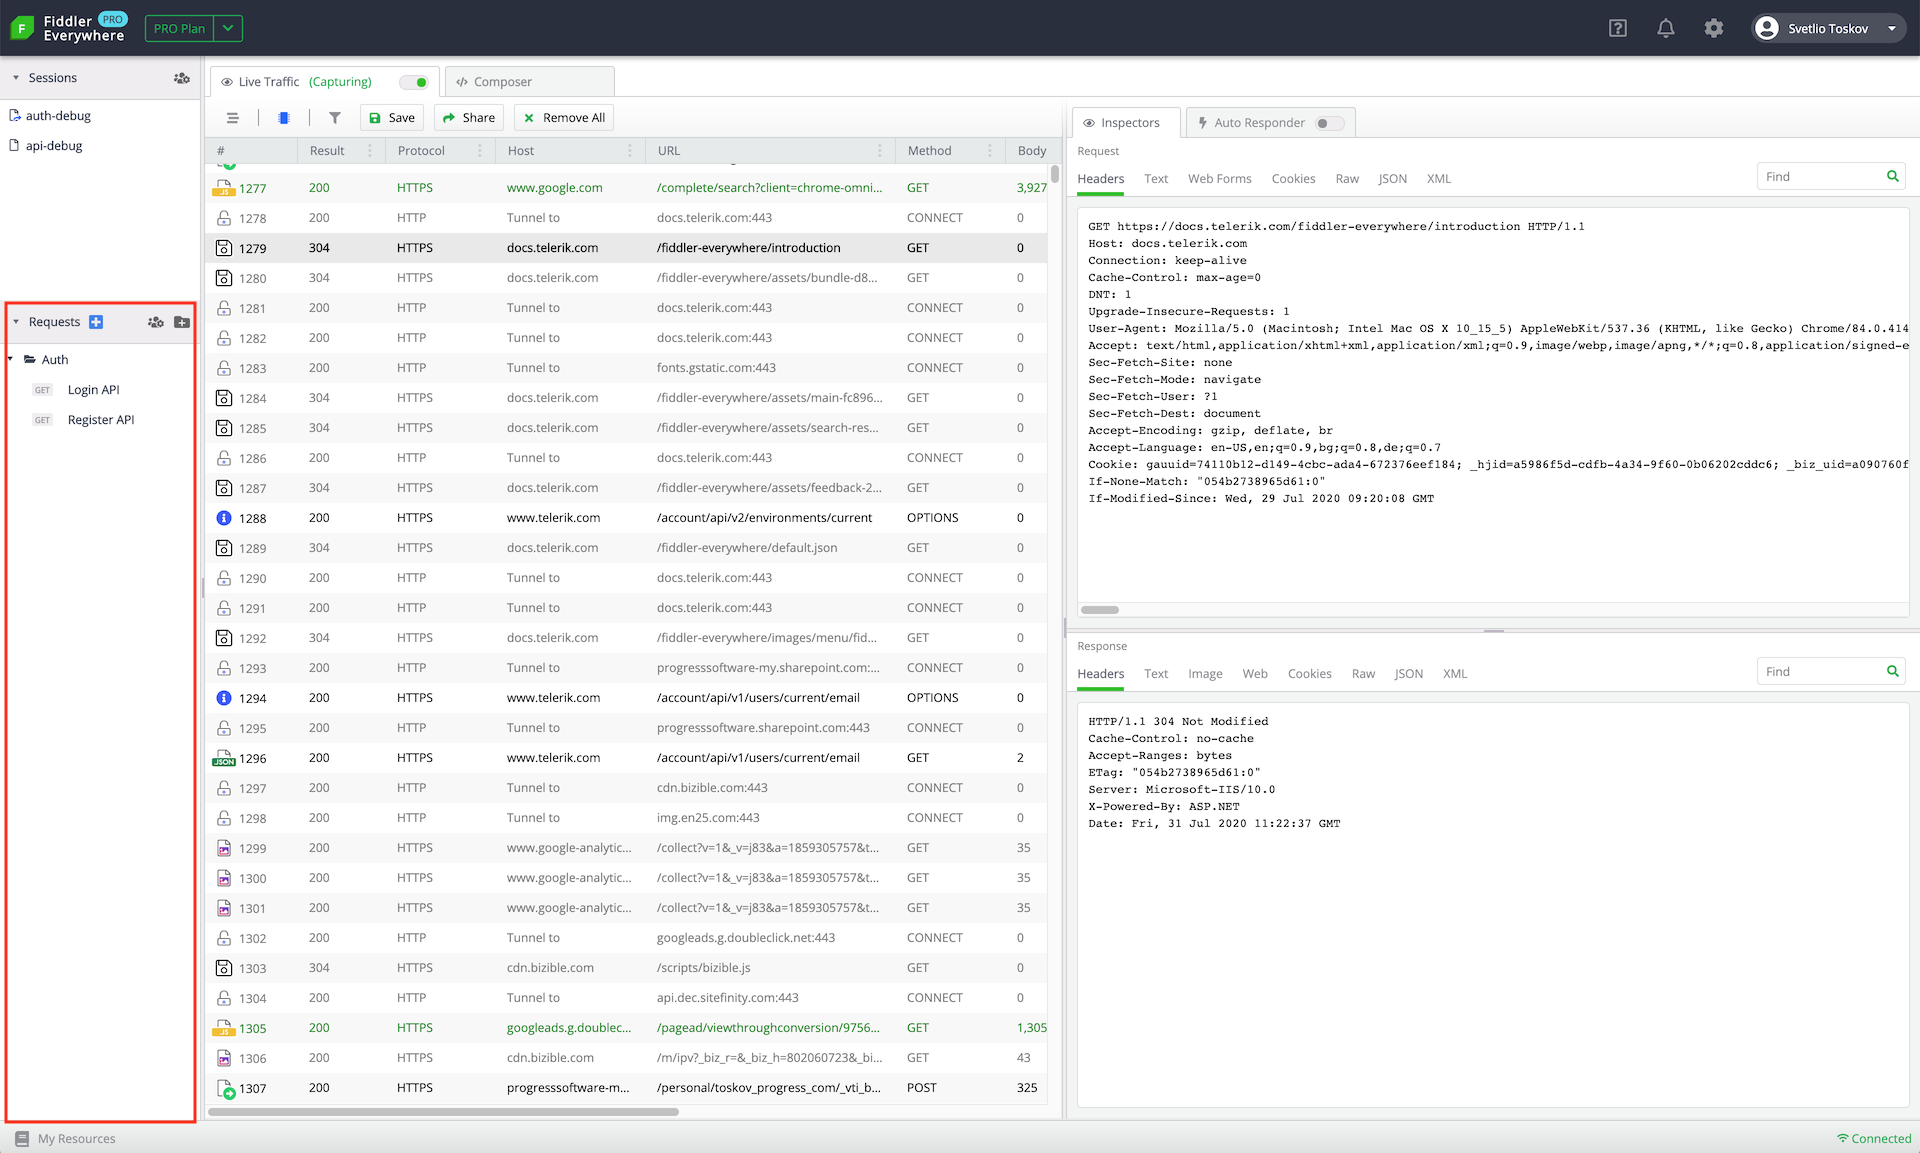 Fiddler PRO
Everywhere
PRO Plan
Svetlio Toskov
Sessions
auth-debug
api-debug
Requests
Auth
GET Login API
GET Register API
My Resources
Live Traffic (Capturing)
Composer
Save
Share
Remove All
# Result Protocol Host URL Method Body
1277 200 HTTPS www.google.com /complete/search?client=chrome-omni... GET 3,927
1278 200 HTTP Tunnel to docs.telerik.com:443 CONNECT 0
1279 304 HTTPS docs.telerik.com /fiddler-everywhere/introduction GET 0
1280 304 HTTPS docs.telerik.com /fiddler-everywhere/assets/bundle-d8... GET 0
1281 200 HTTP Tunnel to docs.telerik.com:443 CONNECT 0
1282 200 HTTP Tunnel to docs.telerik.com:443 CONNECT 0
1283 200 HTTP Tunnel to fonts.gstatic.com:443 CONNECT 0
1284 304 HTTPS docs.telerik.com /fiddler-everywhere/assets/main-fc896... GET 0
1285 304 HTTPS docs.telerik.com /fiddler-everywhere/assets/search-res... GET 0
1286 200 HTTP Tunnel to docs.telerik.com:443 CONNECT 0
1287 304 HTTPS docs.telerik.com /fiddler-everywhere/assets/feedback-2... GET 0
1288 200 HTTPS www.telerik.com /account/api/v2/environments/current OPTIONS 0
1289 304 HTTPS docs.telerik.com /fiddler-everywhere/default.json GET 0
1290 200 HTTP Tunnel to docs.telerik.com:443 CONNECT 0
1291 200 HTTP Tunnel to docs.telerik.com:443 CONNECT 0
1292 304 HTTPS docs.telerik.com /fiddler-everywhere/images/menu/fid... GET 0
1293 200 HTTP Tunnel to progresssoftware-my.sharepoint.com:... CONNECT 0
1294 200 HTTPS www.telerik.com /account/api/v1/users/current/email OPTIONS 0
1295 200 HTTP Tunnel to progresssoftware.sharepoint.com:443 CONNECT 0
1296 200 HTTPS www.telerik.com /account/api/v1/users/current/email GET 2
1297 200 HTTP Tunnel to cdn.bizible.com:443 CONNECT 0
1298 200 HTTP Tunnel to img.en25.com:443 CONNECT 0
1299 200 HTTPS www.google-analytic... /collect?v=1&_v=j83&a=1859305757&t... GET 35
1300 200 HTTPS www.google-analytic... /collect?v=1&_v=j83&a=1859305757&t... GET 35
1301 200 HTTPS www.google-analytic... /collect?v=1&_v=j83&a=1859305757&t... GET 35
1302 200 HTTP Tunnel to googleads.g.doubleclick.net:443 CONNECT 0
1303 304 HTTPS cdn.bizible.com /scripts/bizible.js GET 0
1304 200 HTTP Tunnel to api.dec.sitefinity.com:443 CONNECT 0
1305 200 HTTPS googleads.g.doublec... /pagead/viewthroughconversion/9756... GET 1,305
1306 200 HTTPS cdn.bizible.com /m/ipv?_biz_r=&_biz_h=802060723&_bi... GET 43
1307 200 HTTPS progresssoftware-m... /personal/toskov_progress_com/_vti_b... POST 325
Inspectors
Auto Responder
Request
Headers Text Web Forms Cookies Raw JSON XML
Find
GET https://docs.telerik.com/fiddler-everywhere/introduction HTTP/1.1
Host: docs.telerik.com
Connection: keep-alive
Cache-Control: max-age=0
DNT: 1
Upgrade-Insecure-Requests: 1
User-Agent: Mozilla/5.0 (Macintosh; Intel Mac OS X 10_15_5) AppleWebKit/537.36 (KHTML, like Gecko) Chrome/84.0.414
Accept: text/html,application/xhtml+xml,application/xml;q=0.9,image/webp,image/apng,*/*;q=0.8,application/signed-e
Sec-Fetch-Site: none
Sec-Fetch-Mode: navigate
Sec-Fetch-User: ?1
Sec-Fetch-Dest: document
Accept-Encoding: gzip, deflate, br
Accept-Language: en-US,en;q=0.9,bg;q=0.8,de;q=0.7
Cookie: gauuid=74110b12-d149-4cbc-ada4-672376eef184; _hjid=a5986f5d-cdfb-4a34-9f60-0b06202cddc6; _biz_uid=a090760f
If-None-Match: "054b2738965d61:0"
If-Modified-Since: Wed, 29 Jul 2020 09:20:08 GMT
Response
Headers Text Image Web Cookies Raw JSON XML
Find
HTTP/1.1 304 Not Modified
Cache-Control: no-cache
Accept-Ranges: bytes
ETag: "054b2738965d61:0"
Server: Microsoft-IIS/10.0
X-Powered-By: ASP.NET
Date: Fri, 31 Jul 2020 11:22:37 GMT
Connected